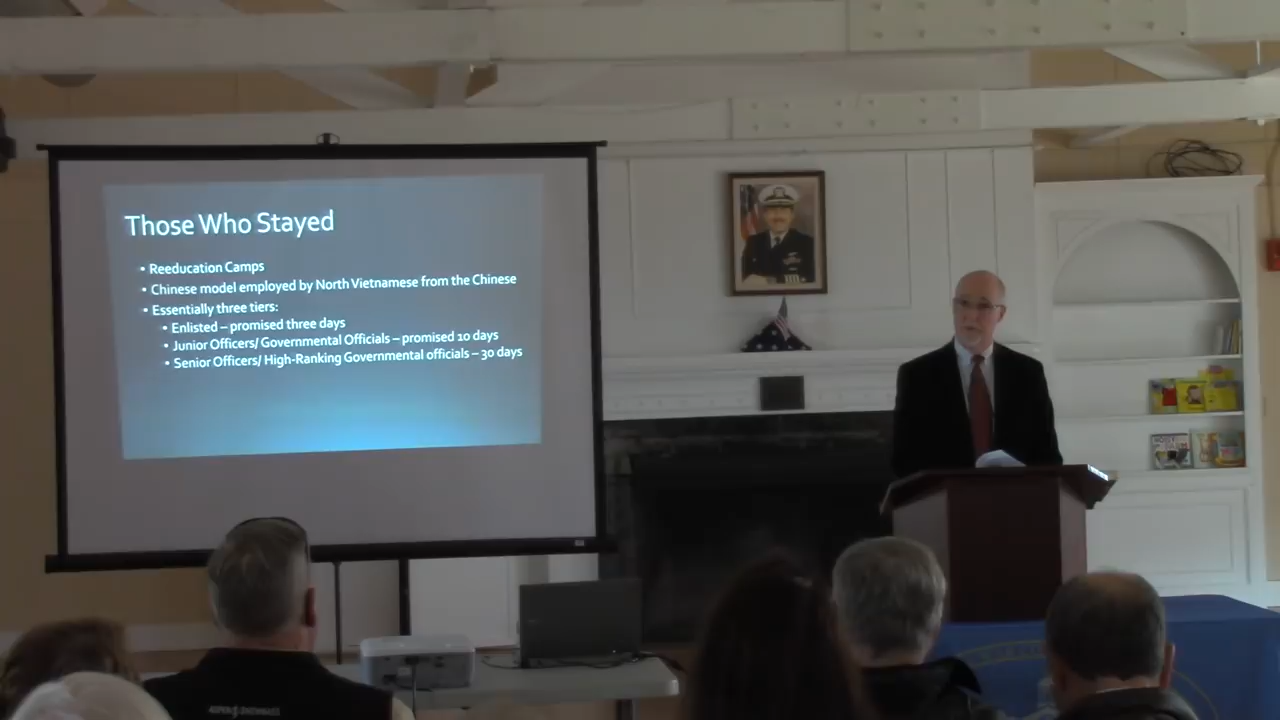 Those Who Stayed
• Reeducation Camps
• Chinese model employed by North Vietnamese from the Chinese
• Essentially three tiers:
• Enlisted – promised three days
• Junior Officers/ Governmental Officials – promised 10 days
• Senior Officers/ High-Ranking Governmental officials – 30 days